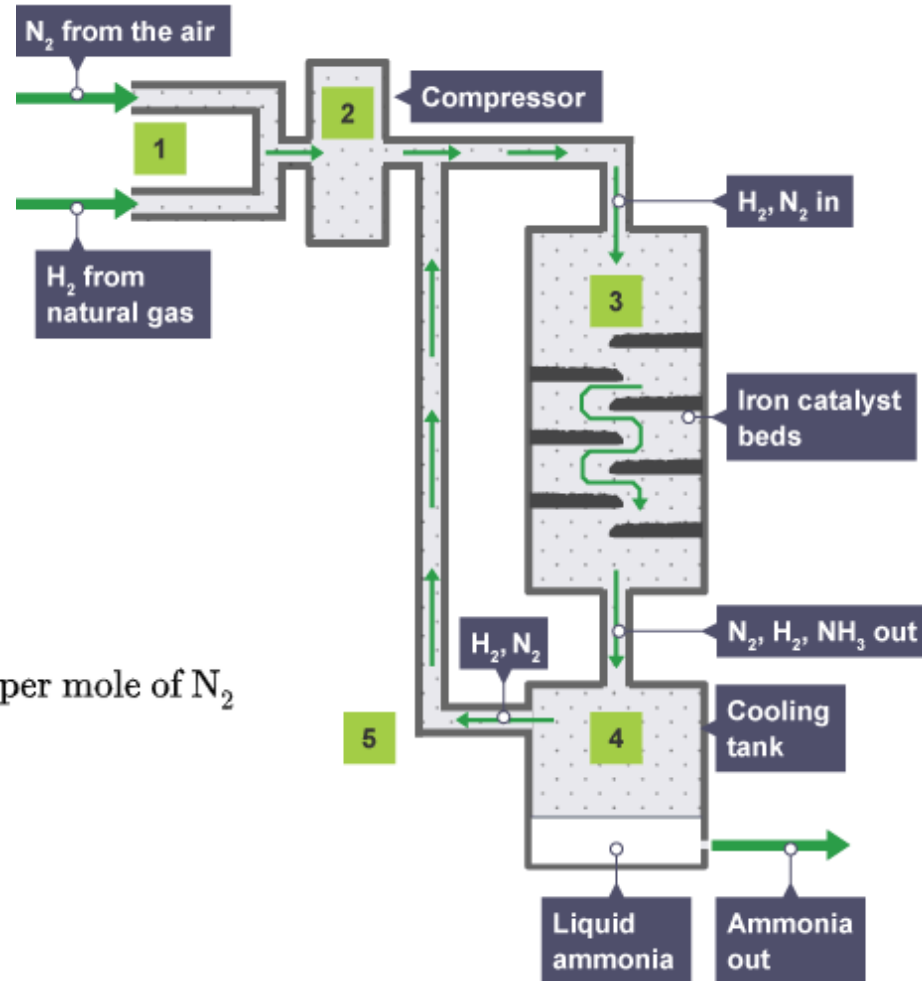 N₂ from the air
Compressor
2
1
H₂, N₂ in
H₂ from
natural gas
3
Iron catalyst
beds
N₂, H₂, NH₃ out
H₂, N₂
per mole of N₂
Cooling
tank
5
4
Liquid
ammonia
Ammonia
out